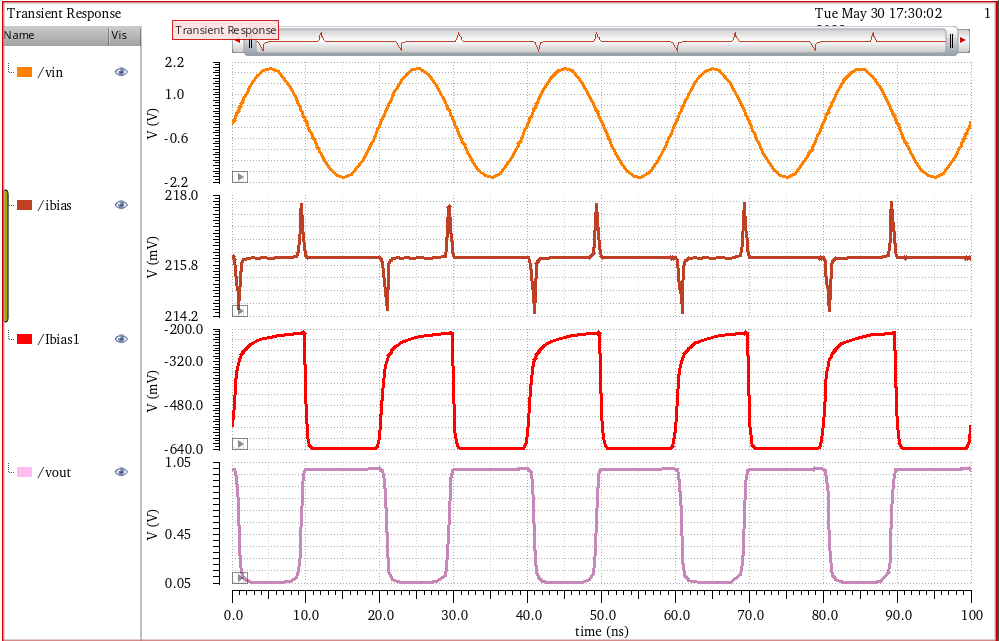 Transient Response
Tue May 30 17:30:02
1
Name
Vis
Transient Response
/vin
2.2
1.0
-0.6
-2.2
V (V)
/ibias
218.0
215.8
214.2
V (mV)
/Ibias1
-200.0
-320.0
-480.0
-640.0
V (mV)
/vout
1.05
0.45
0.05
V (V)
0.0 10.0 20.0 30.0 40.0 50.0 60.0 70.0 80.0 90.0 100
time (ns)